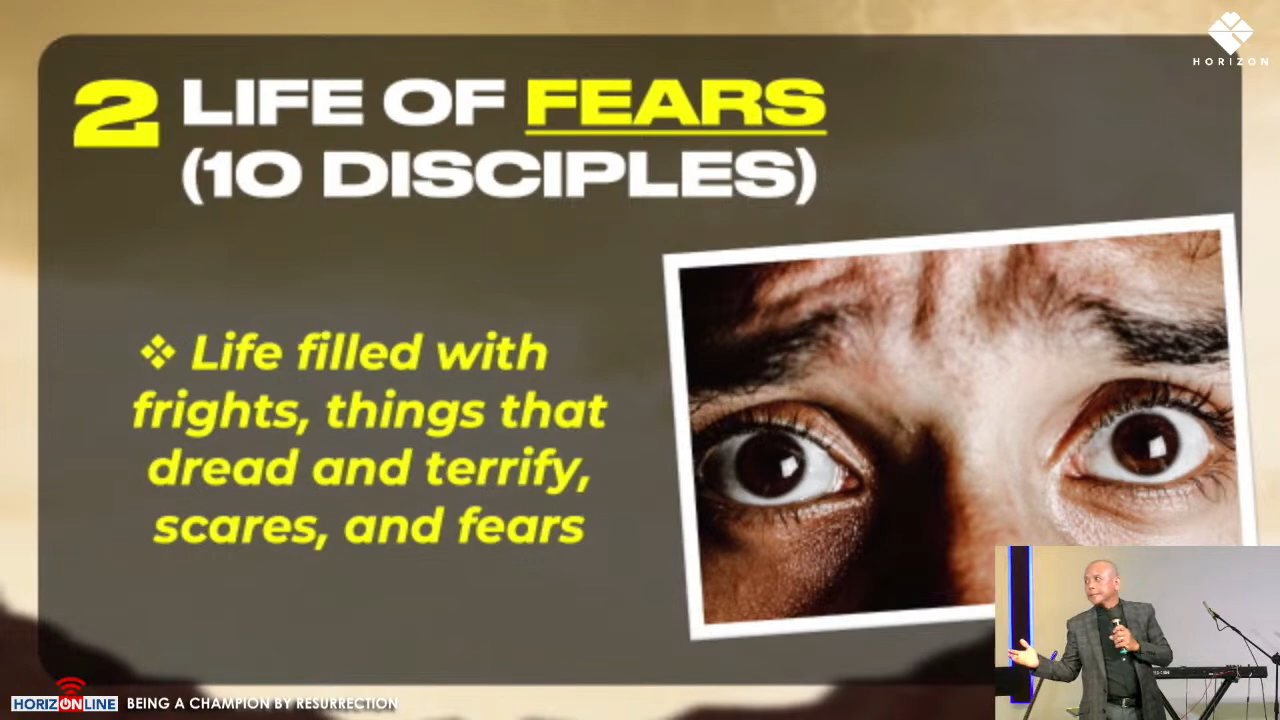 HORIZON
2 LIFE OF FEARS
(10 DISCIPLES)
❖ Life filled with
frights, things that
dread and terrify,
scares, and fears
HORIZONLINE BEING A CHAMPION BY RESURRECTION